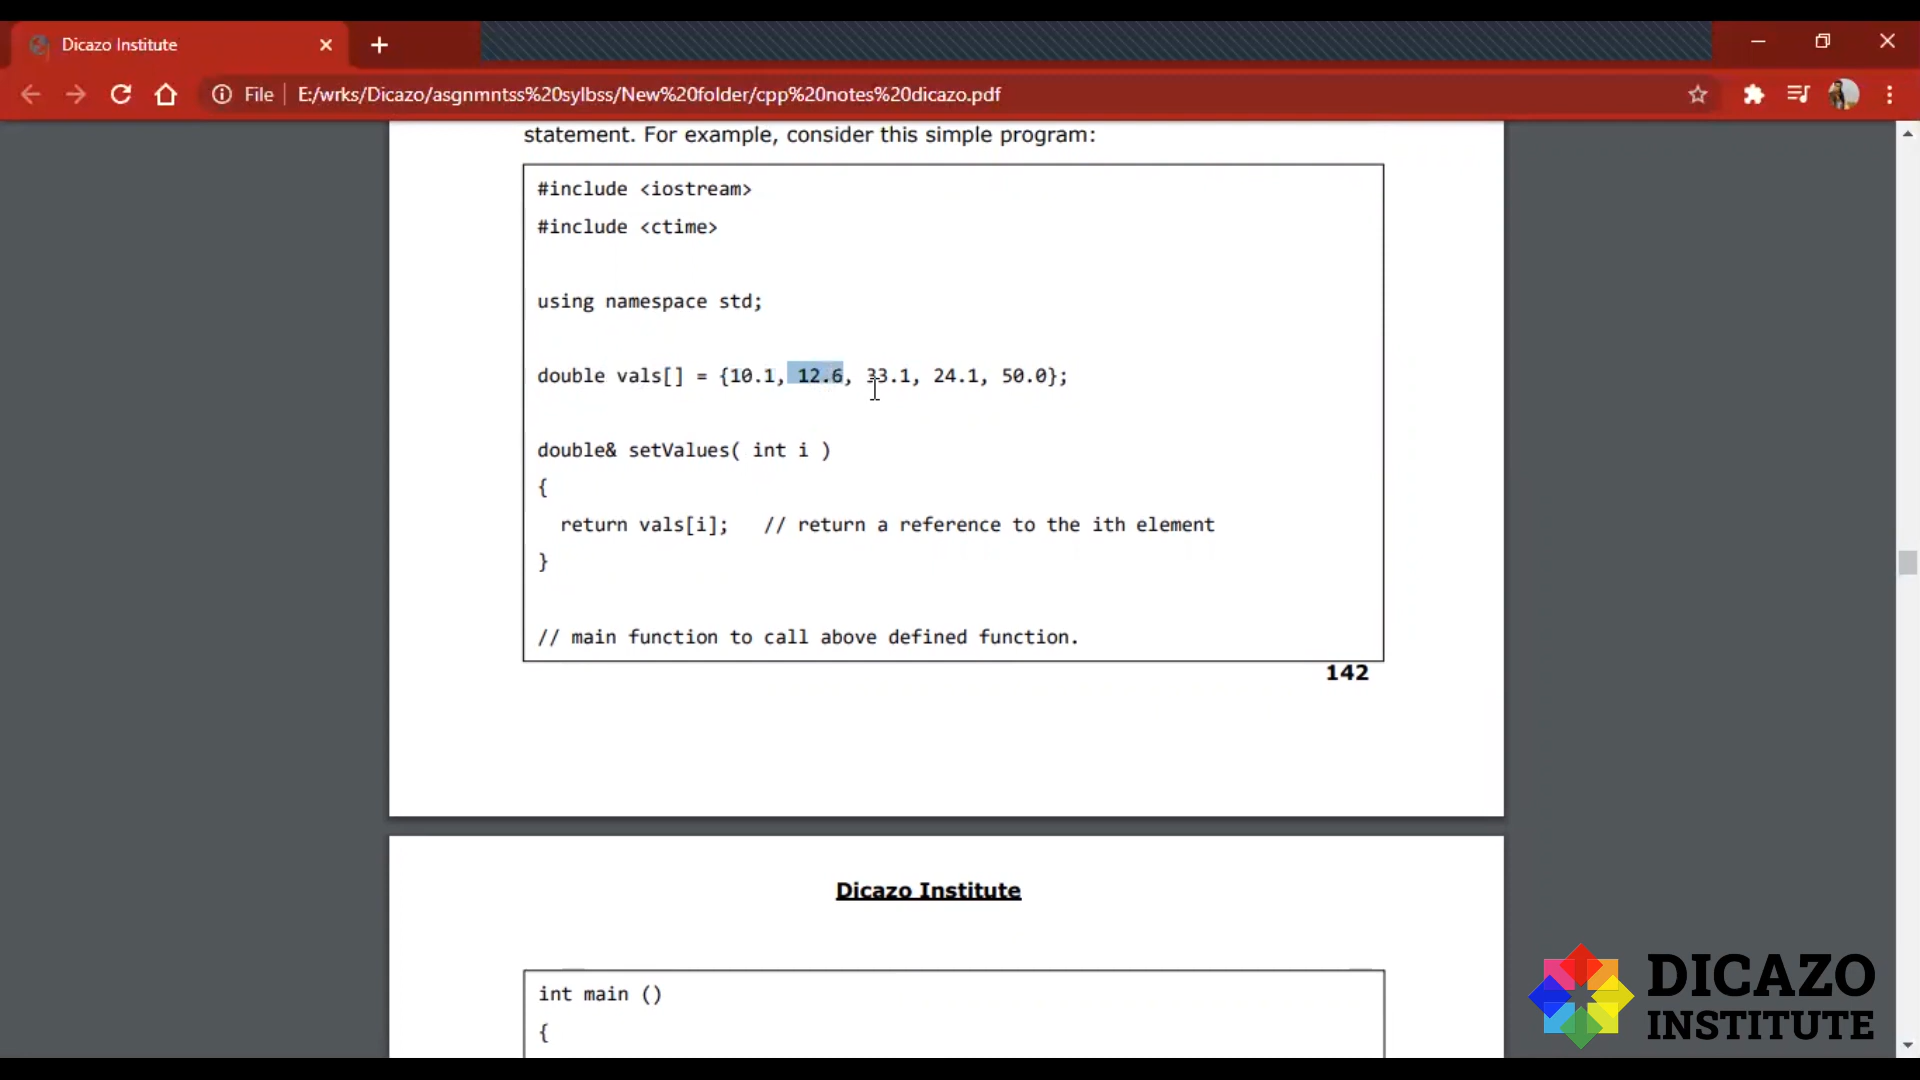 Dicazo Institute
File E:/wrks/Dicazo/asgnmntss%20sylbss/New%20folder/cpp%20notes%20dicazo.pdf
statement. For example, consider this simple program:
#include <iostream>
#include <ctime>
using namespace std;
double vals[] = {10.1, 12.6, 33.1, 24.1, 50.0};
double& setValues( int i )
{
return vals[i]; // return a reference to the ith element
}
// main function to call above defined function.
142
Dicazo Institute
int main ()
{
DICAZO
INSTITUTE